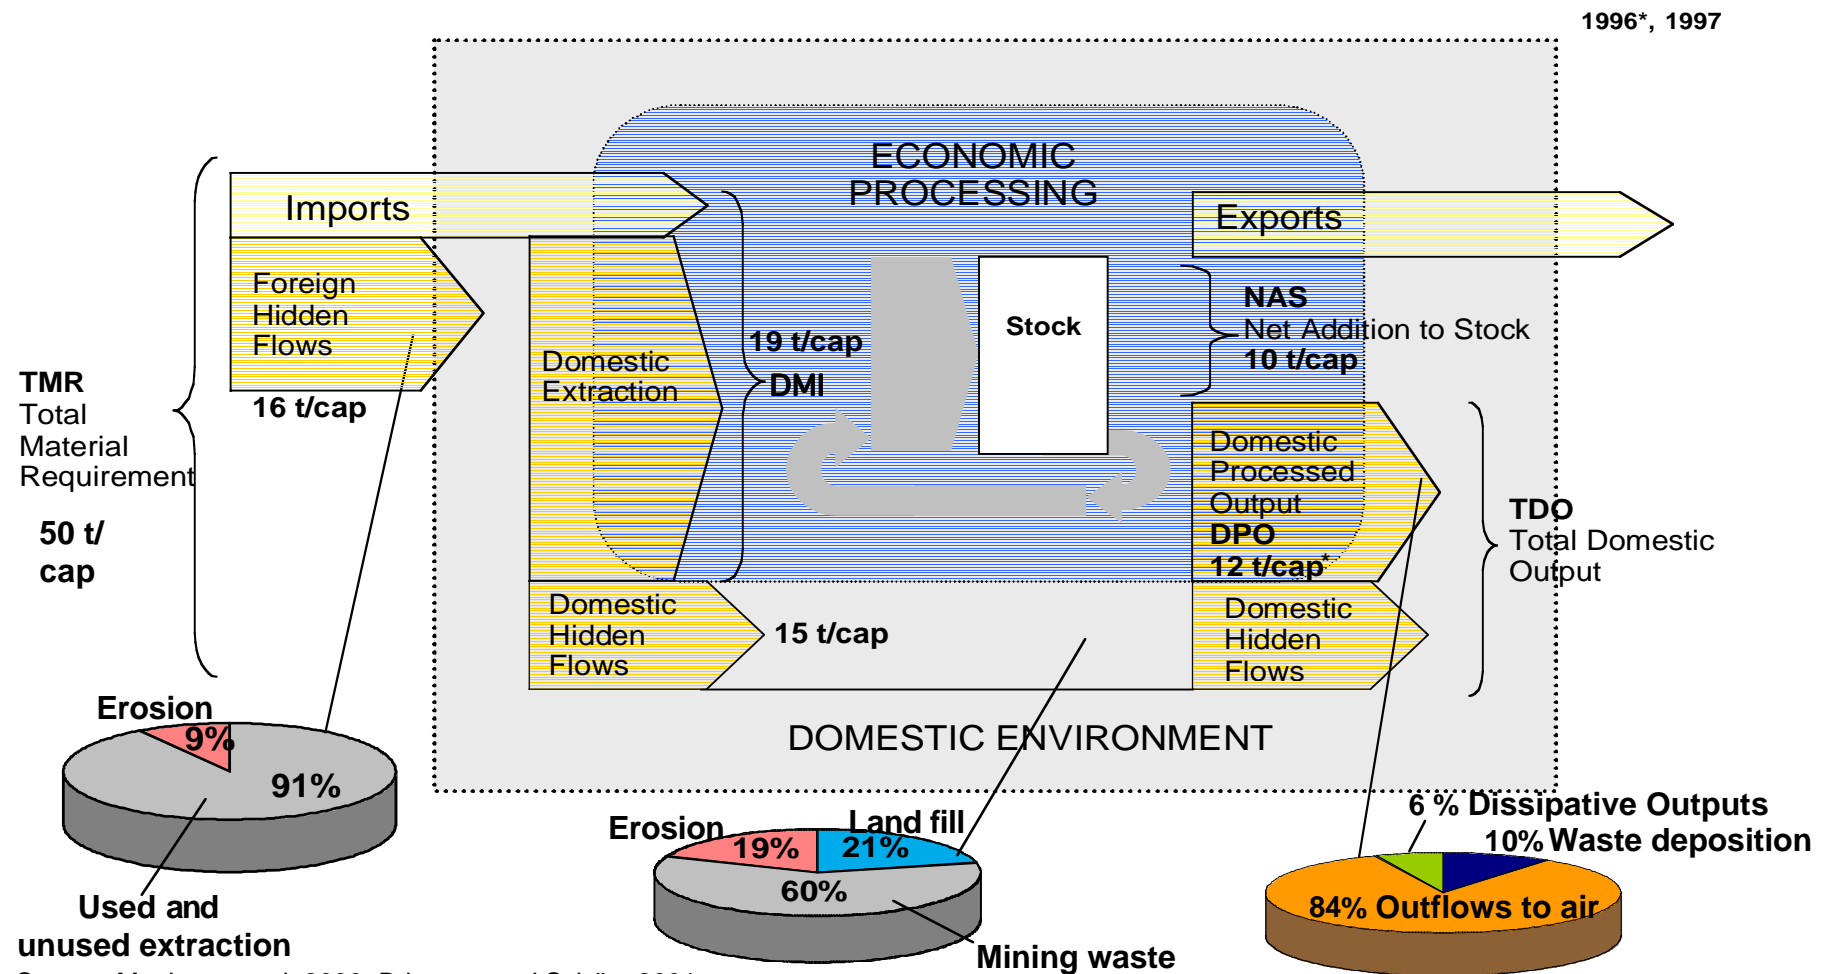 1996*, 1997
ECONOMIC
PROCESSING
Imports
Exports
Foreign
Hidden
Flows
16 t/cap
TMR
Total
Material
Requirement
50 t/
cap
Domestic
Extraction
19 t/cap
DMI
Stock
NAS
Net Addition to Stock
10 t/cap
Domestic
Processed
Output
DPO
12 t/cap*
TDO
Total Domestic
Output
Domestic
Hidden
Flows
15 t/cap
Domestic
Hidden
Flows
DOMESTIC ENVIRONMENT
Erosion
9%
91%
Used and
unused extraction
Erosion
Land fill
19%
21%
60%
Mining waste
6 % Dissipative Outputs
10% Waste deposition
84% Outflows to air